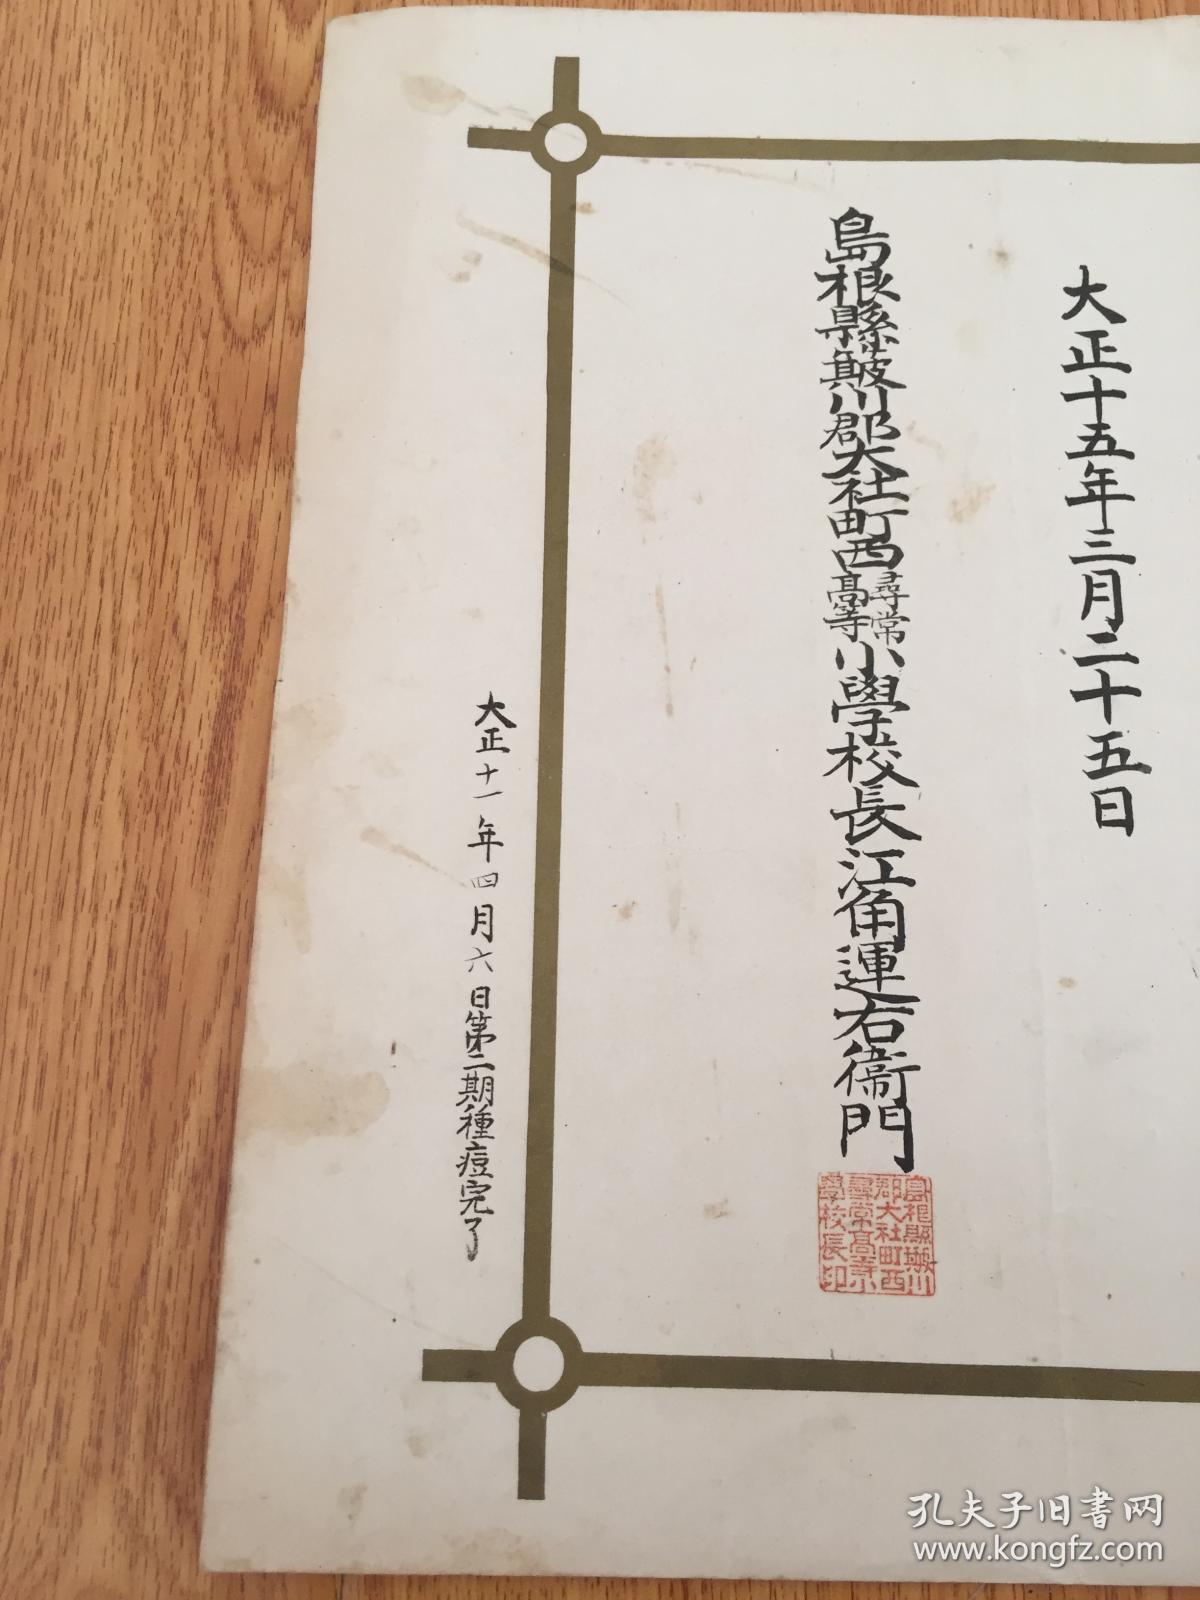 大正十五年三月二十五日
島根縣簸川郡大社町西尋常高等小學校長江角運右衞門
島根縣簸川
郡大社町西
尋常高等小
學校長印
大正十一年四月六日第二期種痘完了
孔夫子旧書网
www.kongfz.com